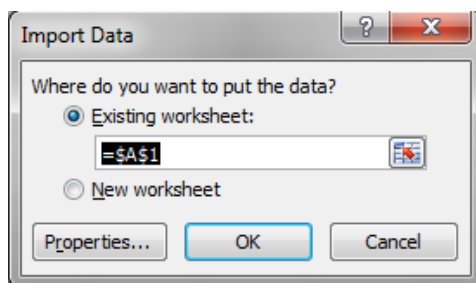 Import Data
Where do you want to put the data?
Existing worksheet:
=$A$1
New worksheet
Properties... OK Cancel